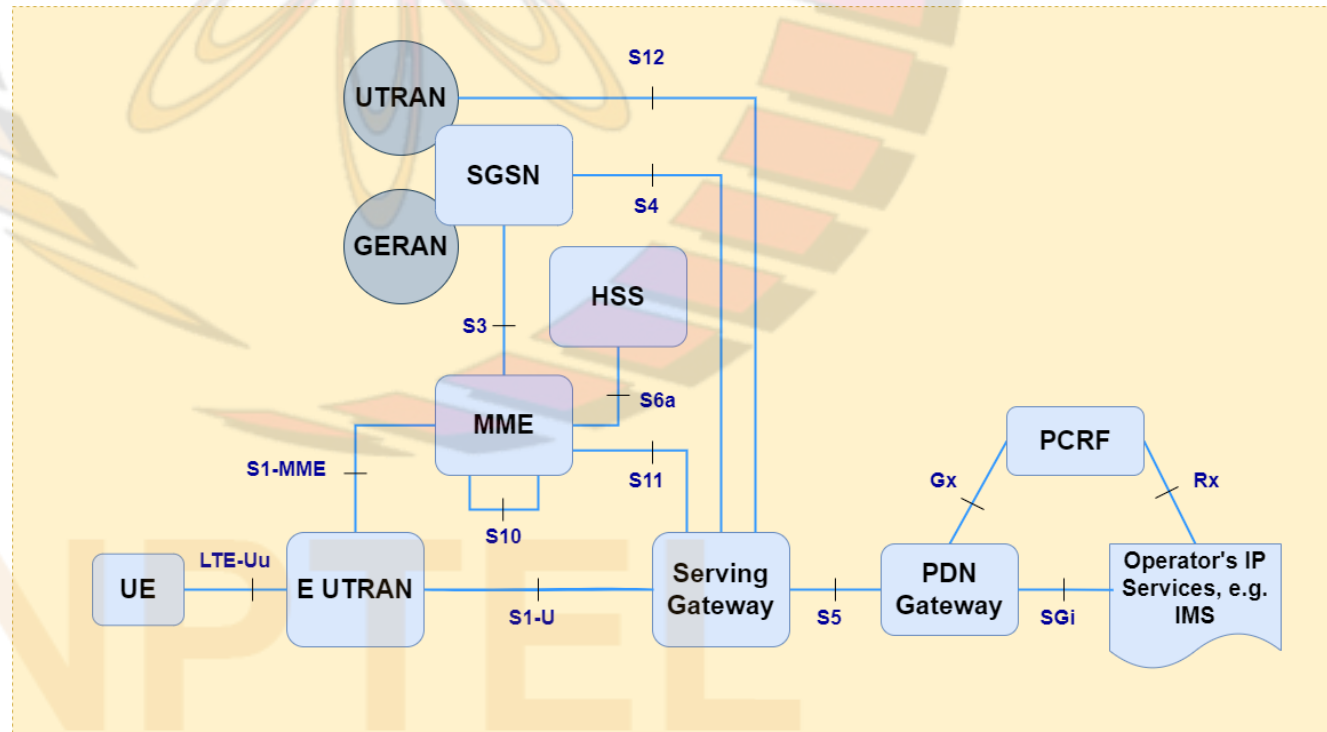 S12
UTRAN
SGSN
S4
GERAN
HSS
S3
S6a
MME
PCRF
S1-MME
S11
Gx
Rx
S10
LTE-Uu
UE
E UTRAN
S1-U
Serving
Gateway
S5
PDN
Gateway
SGi
Operator's IP
Services, e.g.
IMS
NPTEL